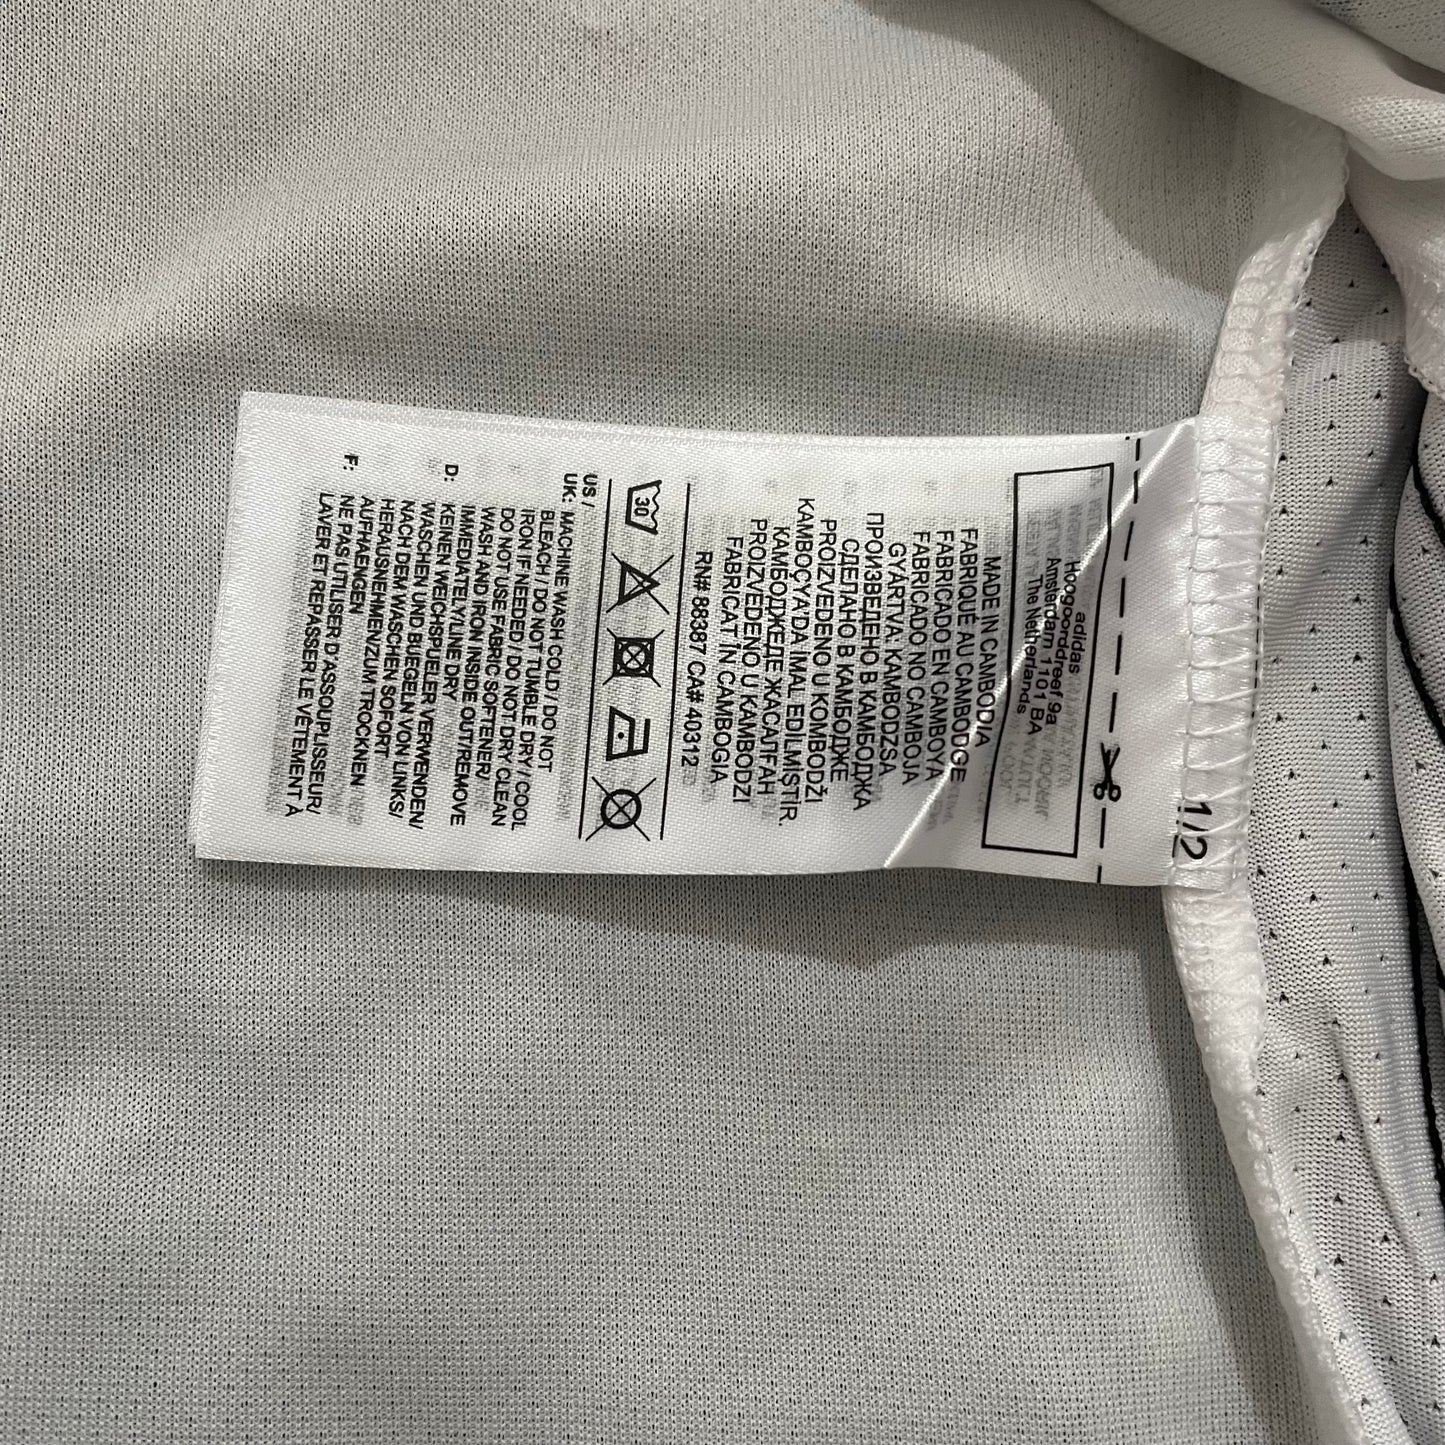 1/2
adidas
Hoogoorddreef 9a
Amsterdam 1101 BA
The Netherlands
MADE IN CAMBODIA
FABRIQUÉ AU CAMBODGE
FABRICADO EN CAMBOYA
FABRICADO NO CAMBOJA
GYÁRTVA: KAMBODZSA
ПРОИЗВЕДЕНО В КАМБОДЖА
СДЕЛАНО В КАМБОДЖЕ
PROIZVEDENO U KOMBODŽI
KAMBOÇYA'DA İMAL EDİLMİŞTİR.
КАМБОДЖЕДЕ ЖАСАЛҒАН
PROIZVEDENO U KAMBODZI
FABRICAT ÎN CAMBOGIA
RN# 88387 CA# 40312
30
US /
UK: MACHINE WASH COLD / DO NOT
BLEACH / DO NOT TUMBLE DRY / COOL
IRON IF NEEDED / DO NOT DRY CLEAN
DO NOT USE FABRIC SOFTENER/
WASH AND IRON INSIDE OUT/REMOVE
IMMEDIATELY/LINE DRY
D: KEINEN WEICHSPUELER VERWENDEN/
WASCHEN UND BUEGELN VON LINKS/
NACH DEM WASCHEN SOFORT
HERAUSNEHMEN/ZUM TROCKNEN
AUFHAENGEN
F: NE PAS UTILISER D'ASSOUPLISSEUR/
LAVER ET REPASSER LE VÊTEMENT À